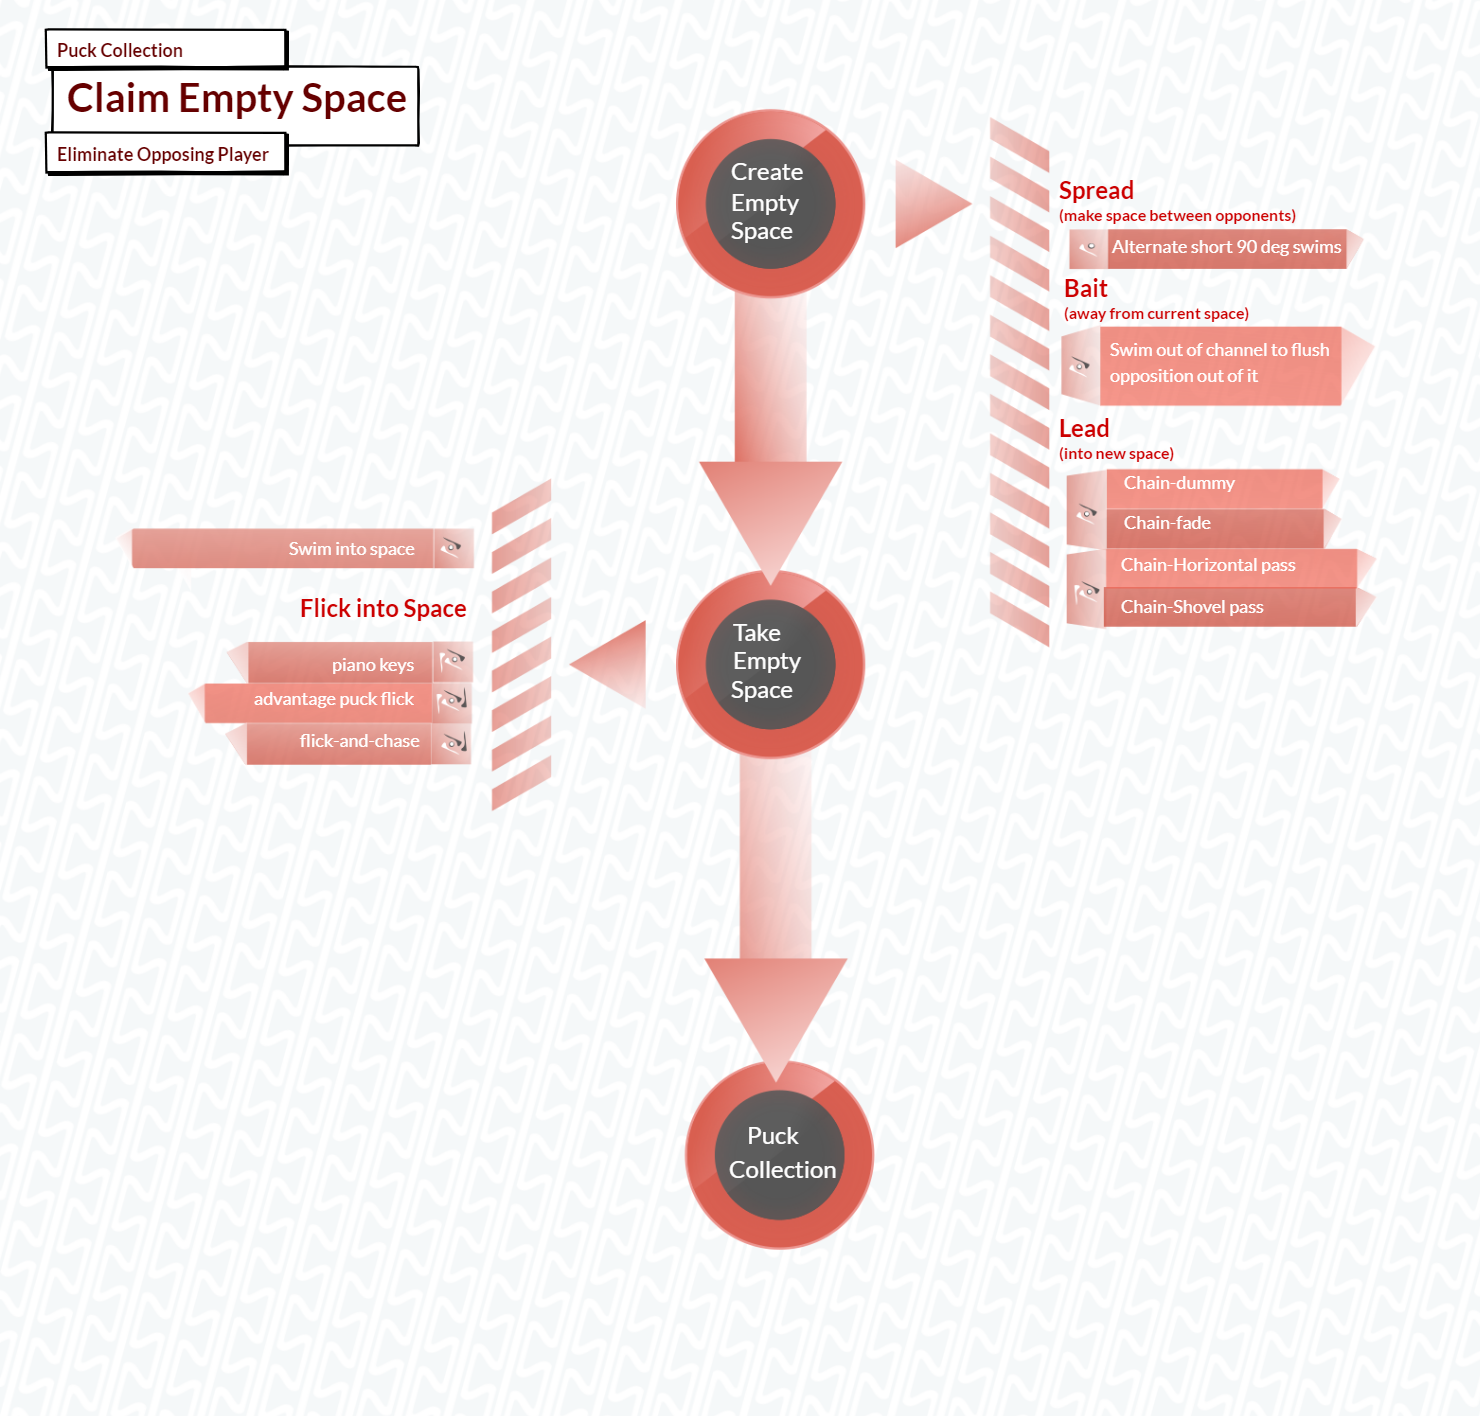 Puck Collection
Claim Empty Space
Eliminate Opposing Player
Create
Empty
Space
Spread
(make space between opponents)
Alternate short 90 deg swims
Bait
(away from current space)
Swim out of channel to flush
opposition out of it
Lead
(into new space)
Chain-dummy
Chain-fade
Chain-Horizontal pass
Chain-Shovel pass
Take
Empty
Space
Swim into space
Flick into Space
piano keys
advantage puck flick
flick-and-chase
Puck
Collection